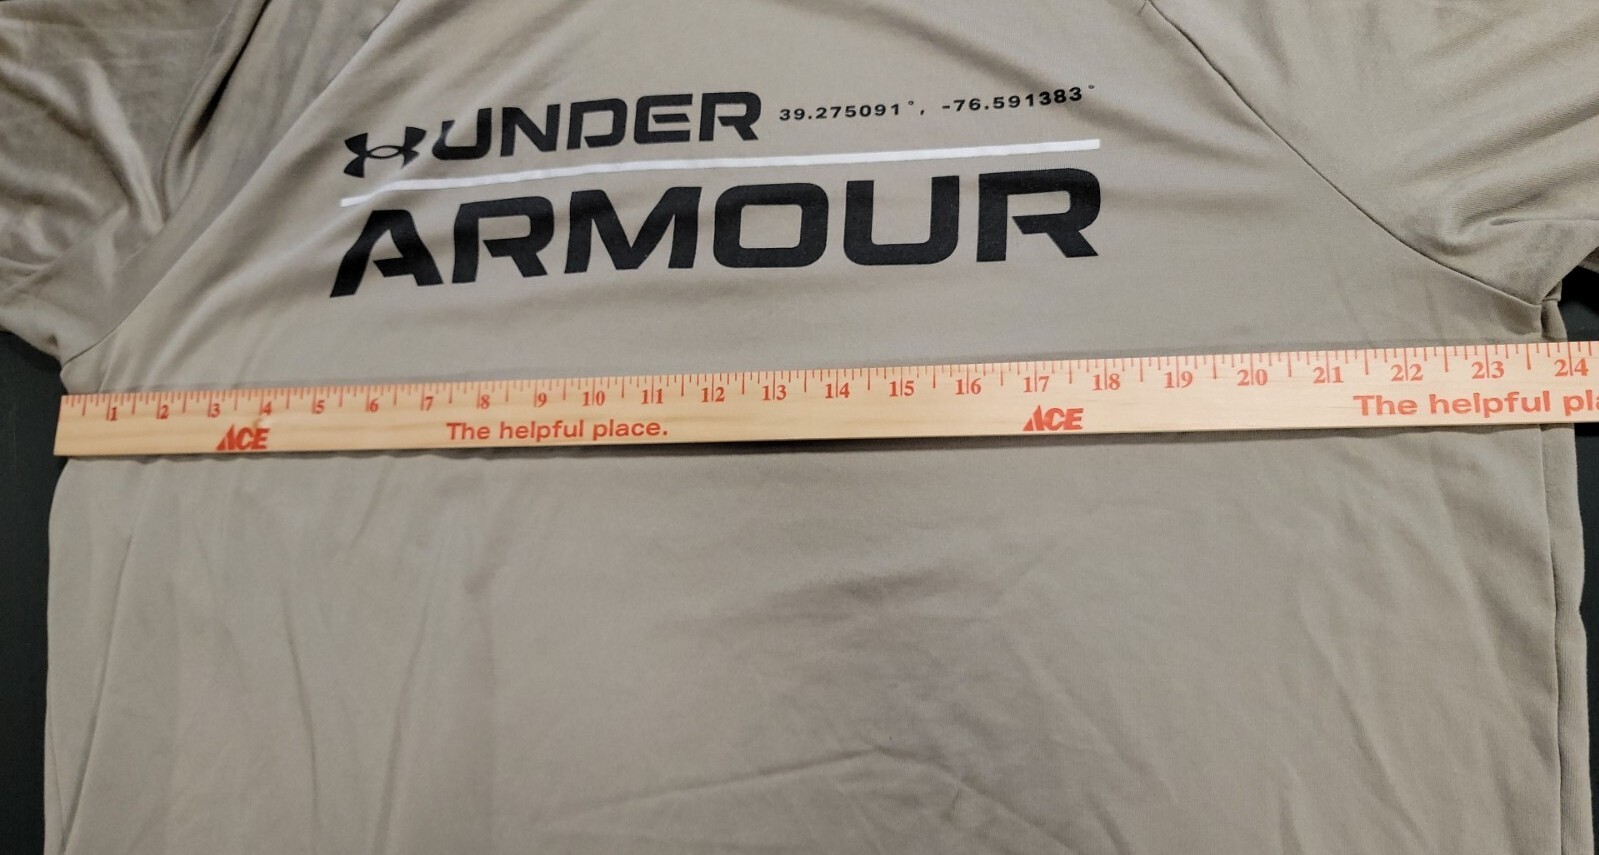 UNDER 39.275091°, -76.591383°
ARMOUR
1 2 3 4 5 6 7 8 9 10 11 12 13 14 15 16 17 18 19 20 21 22 23 24
ACE The helpful place. ACE The helpful pla